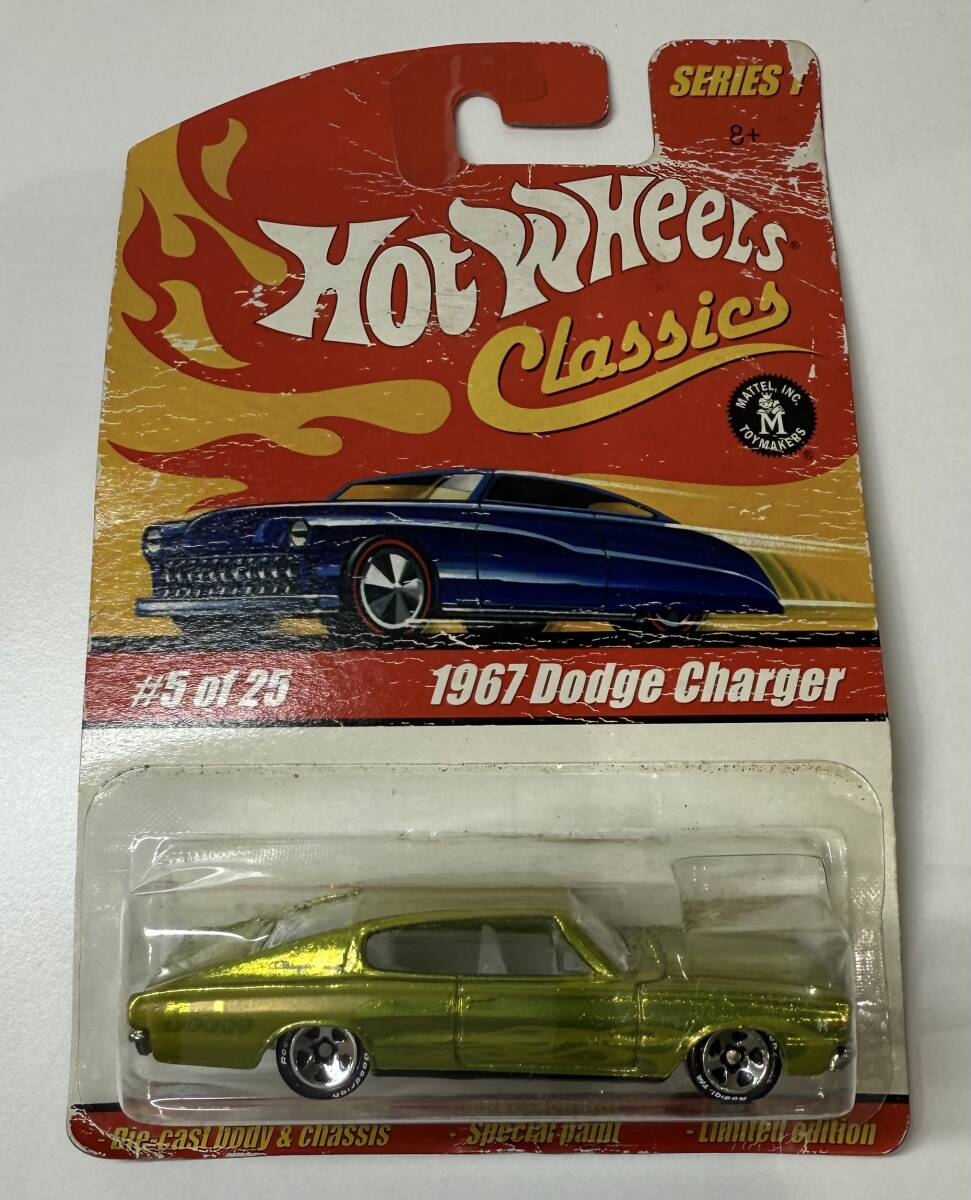 SERIES 1
8+
Hot Wheels®
Classics
MATTEL, INC.
M
TOYMAKERS
®
#5 of 25
1967 Dodge Charger
Charger
- Die-cast body & chassis - Special paint - Limited edition